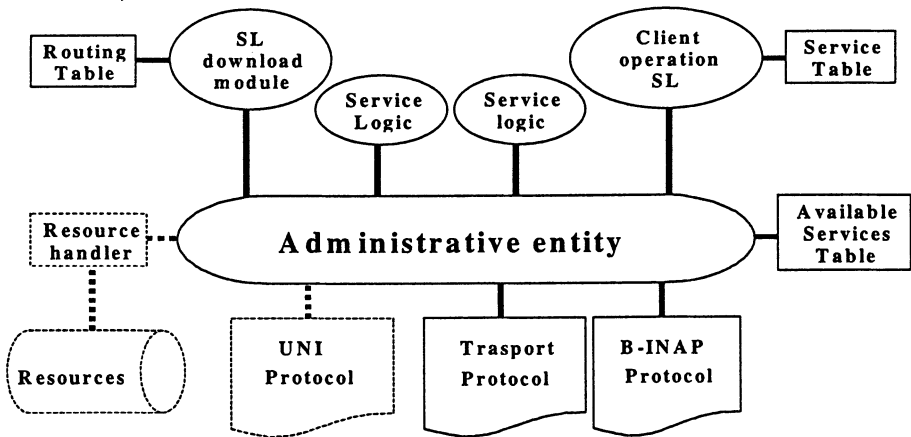 Routing
Table
SL
download
module
Client
operation
SL
Service
Table
Service
Logic
Service
logic
Resource
handler
Administrative entity
Available
Services
Table
Resources
UNI
Protocol
Trasport
Protocol
B-INAP
Protocol